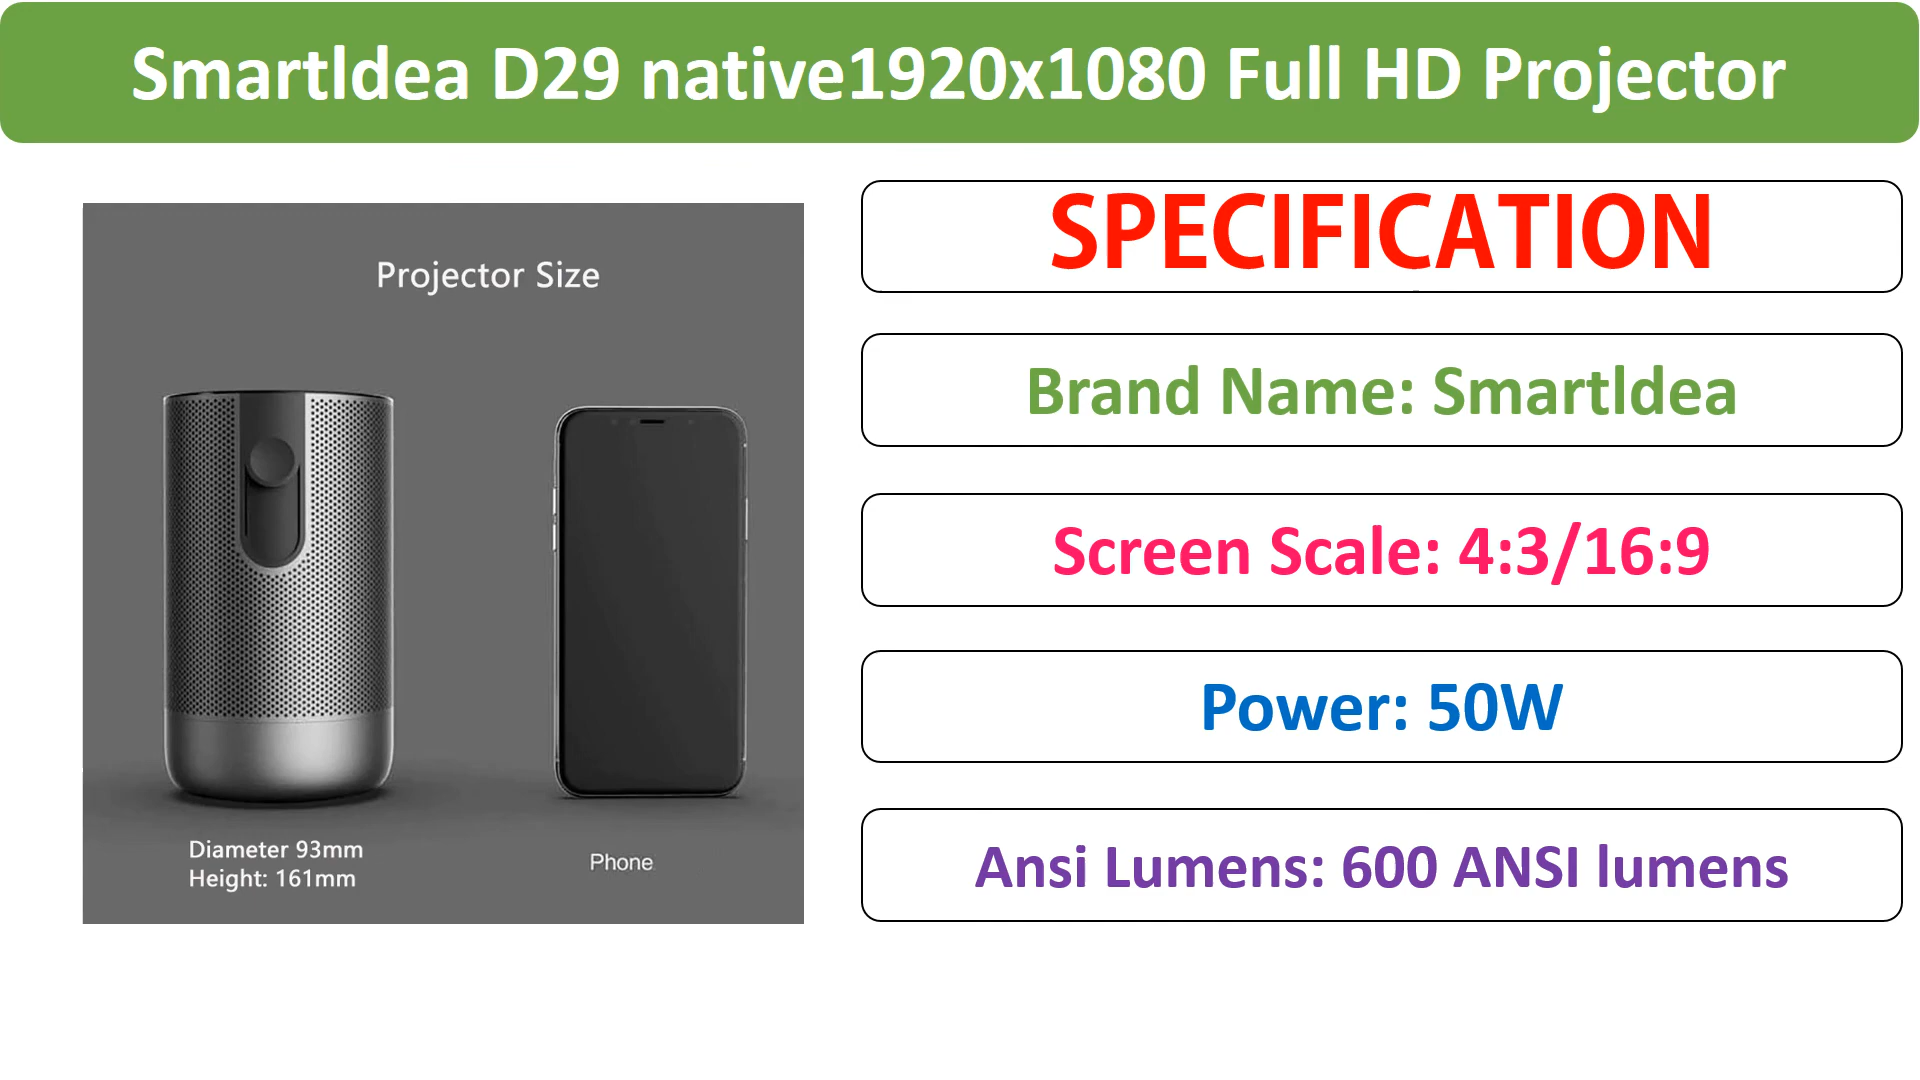 SmartIdea D29 native1920x1080 Full HD Projector
Projector Size
Diameter 93mm
Height: 161mm
Phone
SPECIFICATION
Brand Name: SmartIdea
Screen Scale: 4:3/16:9
Power: 50W
Ansi Lumens: 600 ANSI lumens